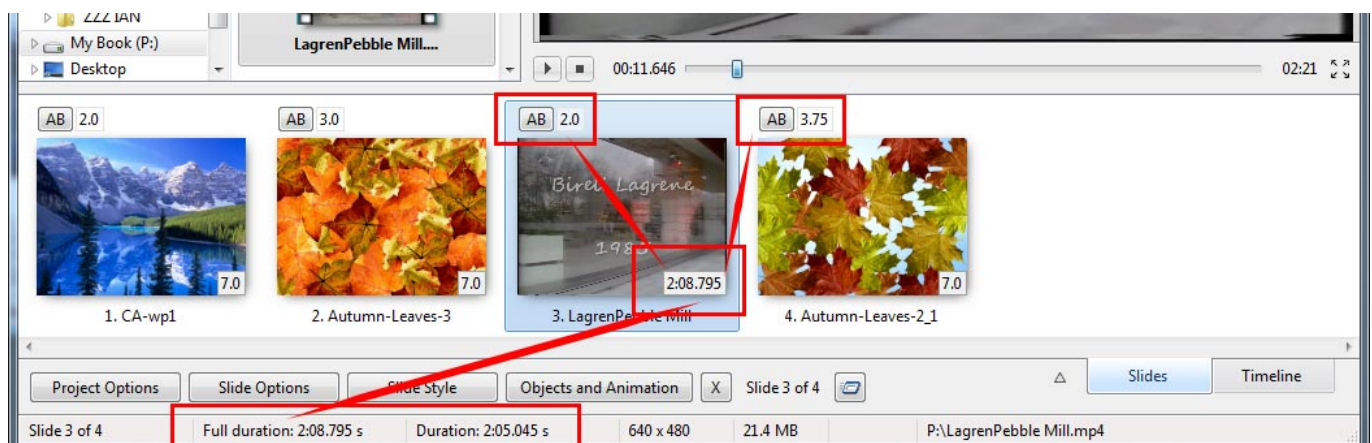 ZZZ IAN
My Book (P:)
Desktop
LagrenPebble Mill....
00:11.646
02:21
AB 2.0
AB 3.0
AB 2.0
AB 3.75
Bireli Lagrene
1983
7.0
7.0
2:08.795
7.0
1. CA-wp1
2. Autumn-Leaves-3
3. LagrenPebble Mill
4. Autumn-Leaves-2_1
Project Options
Slide Options
Slide Style
Objects and Animation
X
Slide 3 of 4
Slides
Timeline
Slide 3 of 4
Full duration: 2:08.795 s
Duration: 2:05.045 s
640 x 480
21.4 MB
P:\LagrenPebble Mill.mp4